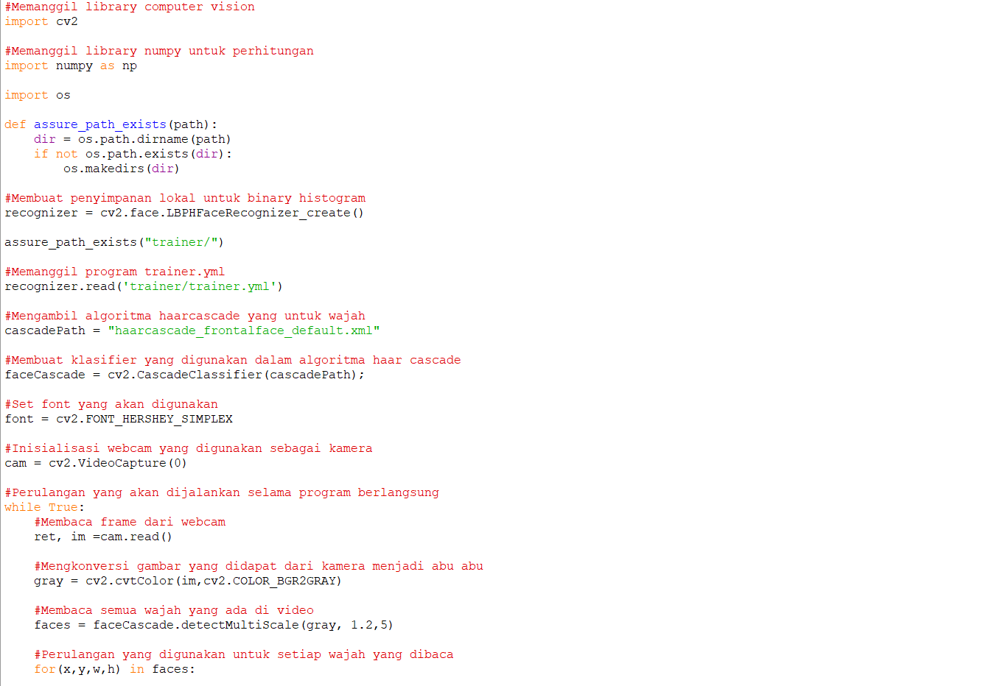 #Memanggil library computer vision
import cv2
#Memanggil library numpy untuk perhitungan
import numpy as np
import os
def assure_path_exists(path):
    dir = os.path.dirname(path)
    if not os.path.exists(dir):
        os.makedirs(dir)
#Membuat penyimpanan lokal untuk binary histogram
recognizer = cv2.face.LBPHFaceRecognizer_create()
assure_path_exists("trainer/")
#Memanggil program trainer.yml
recognizer.read('trainer/trainer.yml')
#Mengambil algoritma haarcascade yang untuk wajah
cascadePath = "haarcascade_frontalface_default.xml"
#Membuat klasifier yang digunakan dalam algoritma haar cascade
faceCascade = cv2.CascadeClassifier(cascadePath);
#Set font yang akan digunakan
font = cv2.FONT_HERSHEY_SIMPLEX
#Inisialisasi webcam yang digunakan sebagai kamera
cam = cv2.VideoCapture(0)
#Perulangan yang akan dijalankan selama program berlangsung
while True:
    #Membaca frame dari webcam
    ret, im =cam.read()
    #Mengkonversi gambar yang didapat dari kamera menjadi abu abu
    gray = cv2.cvtColor(im,cv2.COLOR_BGR2GRAY)
    #Membaca semua wajah yang ada di video
    faces = faceCascade.detectMultiScale(gray, 1.2,5)
    #Perulangan yang digunakan untuk setiap wajah yang dibaca
    for(x,y,w,h) in faces: